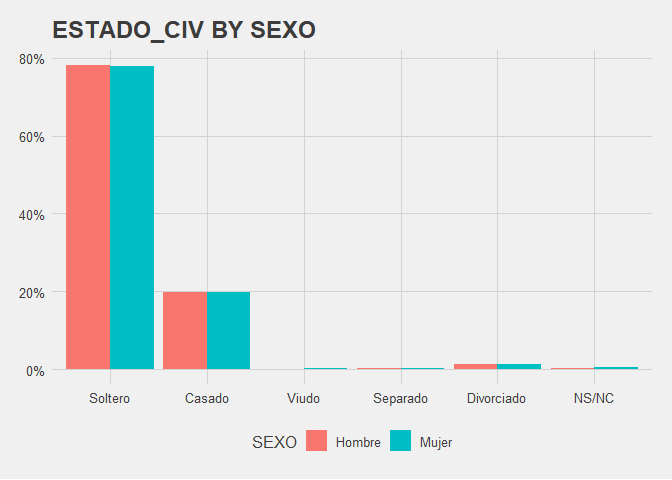 ESTADO_CIV BY SEXO
80%
60%
40%
20%
0%
Soltero Casado Viudo Separado Divorciado NS/NC
SEXO Hombre Mujer